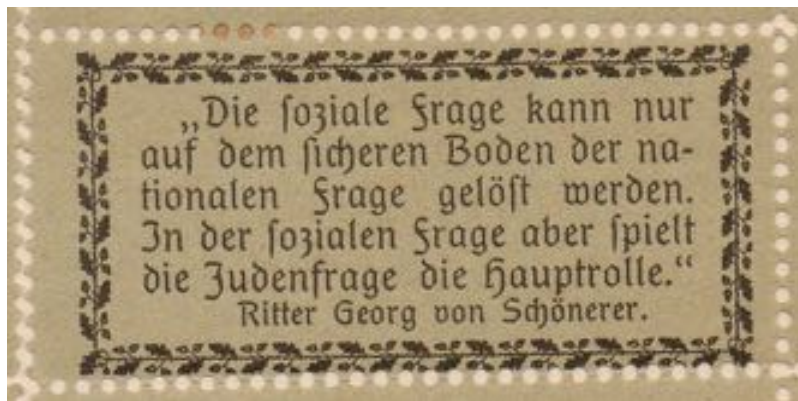 „Die soziale Frage kann nur
auf dem sicheren Boden der na-
tionalen Frage gelöst werden.
In der sozialen Frage aber spielt
die Judenfrage die Hauptrolle.“
Ritter Georg von Schönerer.